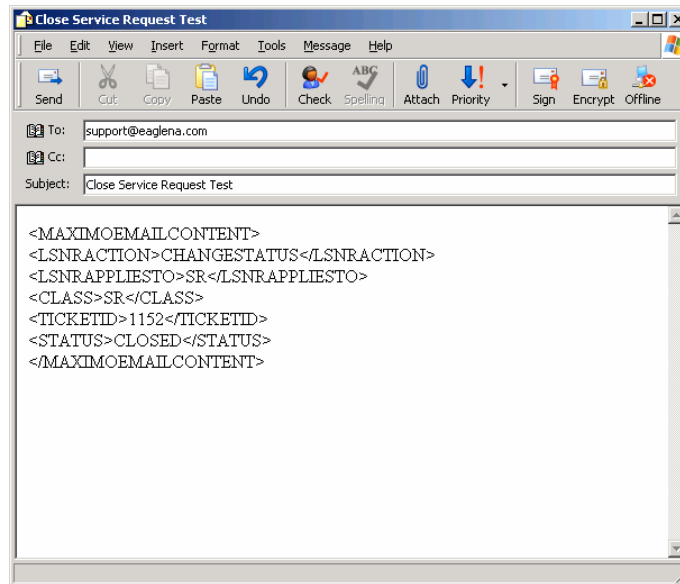 Close Service Request Test
File Edit View Insert Format Tools Message Help
Send Cut Copy Paste Undo Check Spelling Attach Priority Sign Encrypt Offline
To: support@eaglena.com
Cc:
Subject: Close Service Request Test
<MAXIMOEMAILCONTENT>
<LSNRACTION>CHANGESTATUS</LSNRACTION>
<LSNRAPPLIESTO>SR</LSNRAPPLIESTO>
<CLASS>SR</CLASS>
<TICKETID>1152</TICKETID>
<STATUS>CLOSED</STATUS>
</MAXIMOEMAILCONTENT>